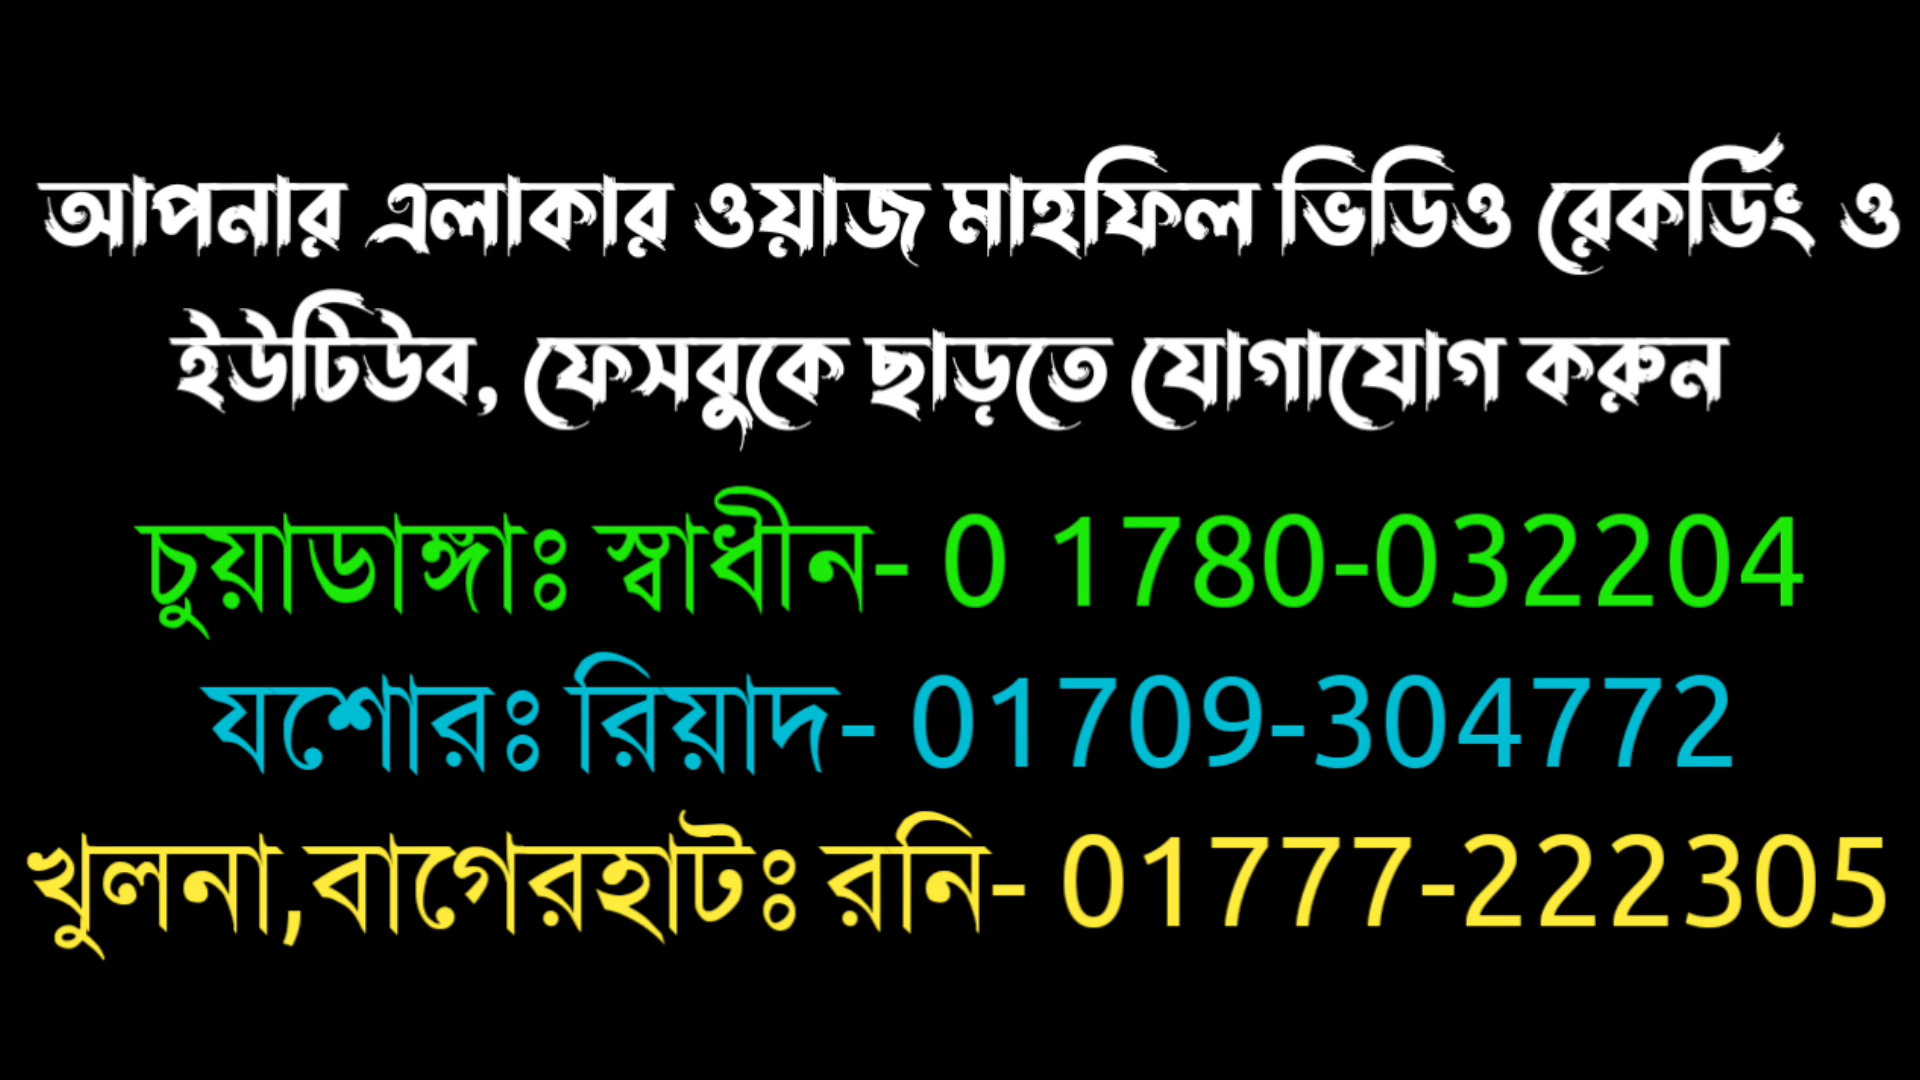 আপনার এলাকার ওয়াজ মাহফিল ভিডিও রেকর্ডিং ও
ইউটিউব, ফেসবুকে ছাড়তে যোগাযোগ করুন
চুয়াডাঙ্গাঃ স্বাধীন- 0 1780-032204
যশোরঃ রিয়াদ- 01709-304772
খুলনা,বাগেরহাটঃ রনি- 01777-222305